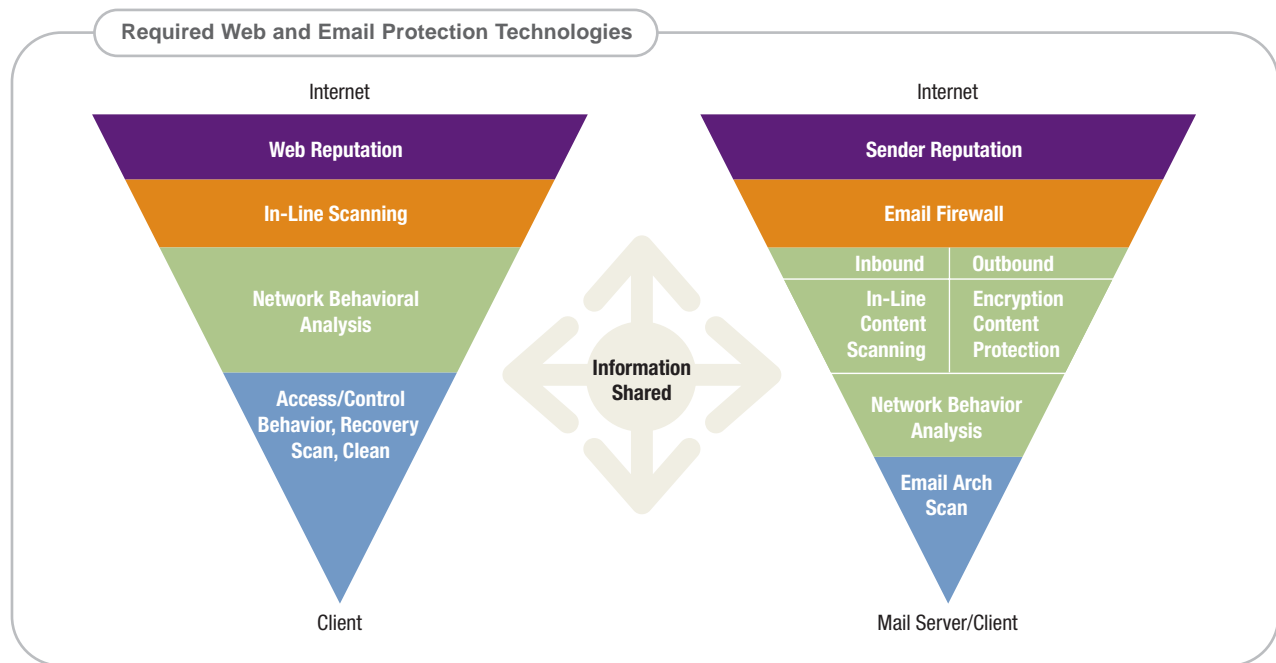 Required Web and Email Protection Technologies
Internet
Web Reputation
In-Line Scanning
Network Behavioral
Analysis
Access/Control
Behavior, Recovery
Scan, Clean
Client
Information
Shared
Internet
Sender Reputation
Email Firewall
Inbound
Outbound
In-Line
Content
Scanning
Encryption
Content
Protection
Network Behavior
Analysis
Email Arch
Scan
Mail Server/Client